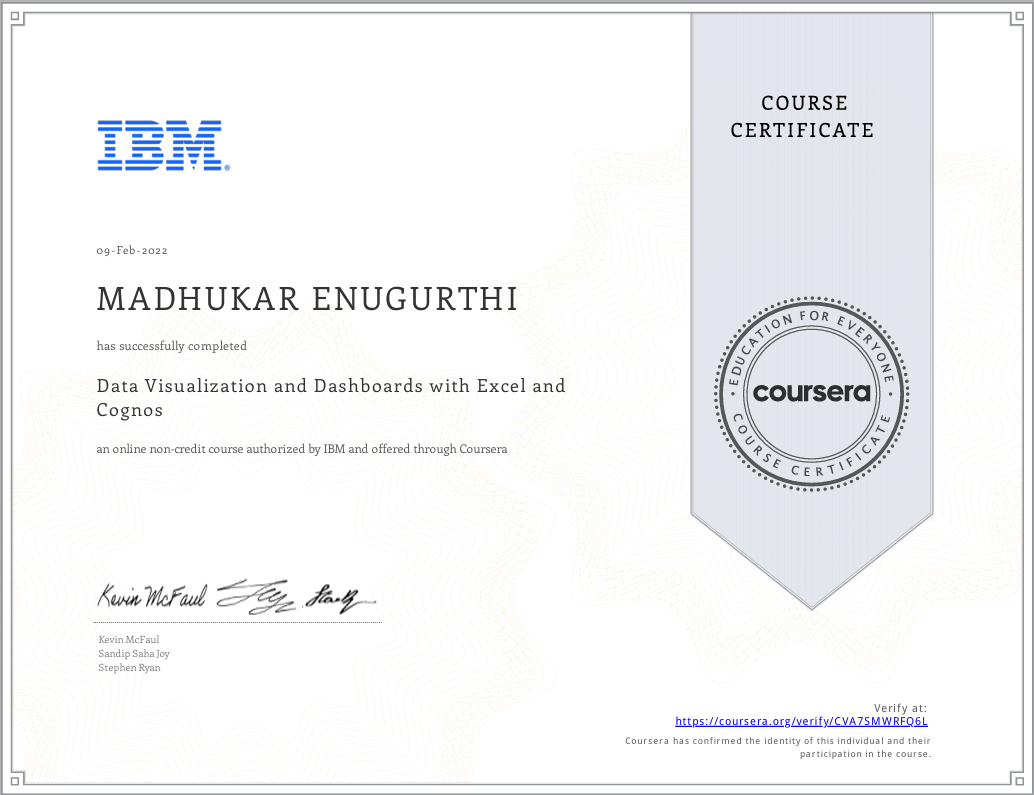 COURSE
CERTIFICATE
IBM®
09-Feb-2022
MADHUKAR ENUGURTHI
has successfully completed
Data Visualization and Dashboards with Excel and
Cognos
an online non-credit course authorized by IBM and offered through Coursera
EDUCATION FOR EVERYONE
coursera
COURSE CERTIFICATE
Kevin McFaul
Kevin McFaul
Sandip Saha Joy
Stephen Ryan
Verify at:
https://coursera.org/verify/CVA7SMWRFQ6L
Coursera has confirmed the identity of this individual and their
participation in the course.